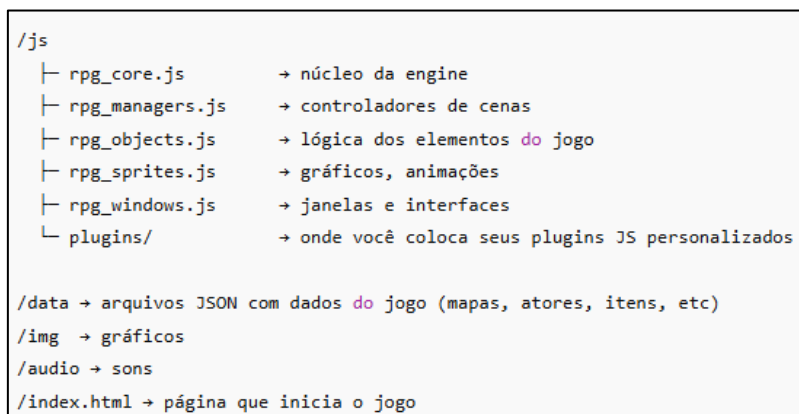 /js
├─ rpg_core.js → núcleo da engine
├─ rpg_managers.js → controladores de cenas
├─ rpg_objects.js → lógica dos elementos do jogo
├─ rpg_sprites.js → gráficos, animações
├─ rpg_windows.js → janelas e interfaces
└─ plugins/ → onde você coloca seus plugins JS personalizados
/data → arquivos JSON com dados do jogo (mapas, atores, itens, etc)
/img → gráficos
/audio → sons
/index.html → página que inicia o jogo